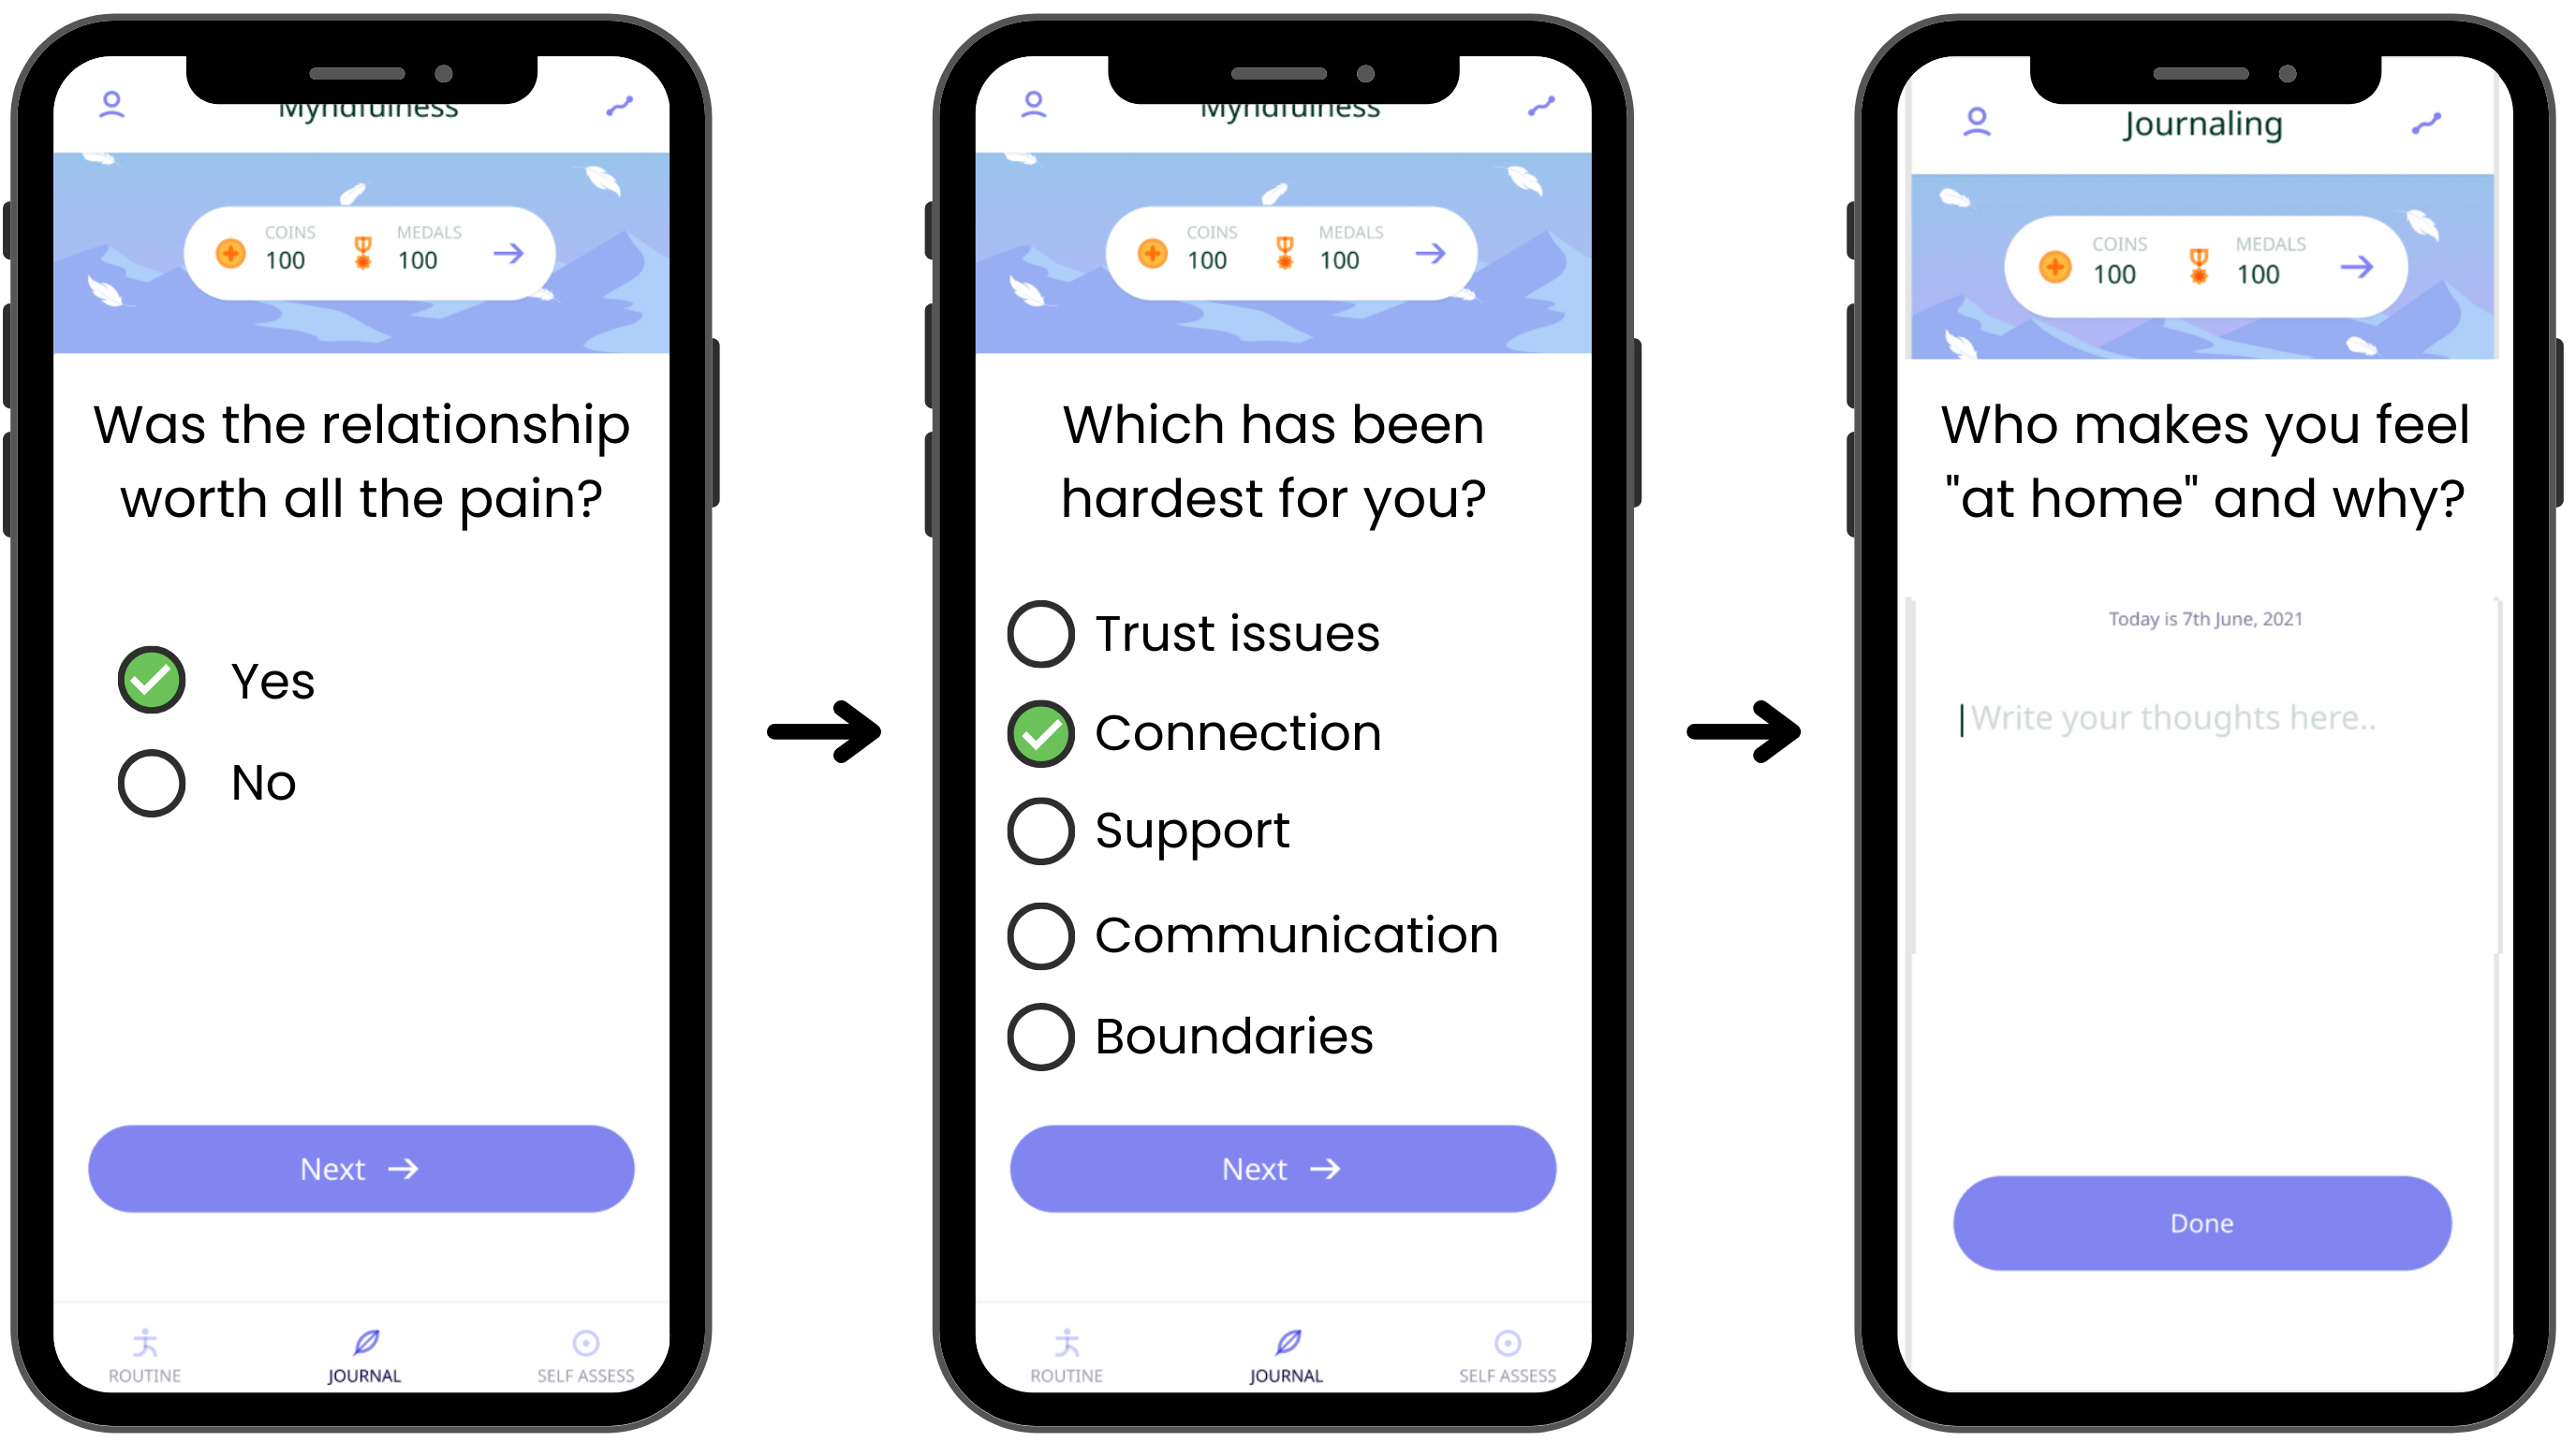 Myndfulness
COINS
MEDALS
100
100
Was the relationship
worth all the pain?
Yes
No
Next
ROUTINE
JOURNAL
SELF ASSESS
Myndfulness
COINS
MEDALS
100
100
Which has been
hardest for you?
Trust issues
Connection
Support
Communication
Boundaries
Next
ROUTINE
JOURNAL
SELF ASSESS
Journaling
COINS
MEDALS
100
100
Who makes you feel
"at home" and why?
Today is 7th June, 2021
Write your thoughts here..
Done